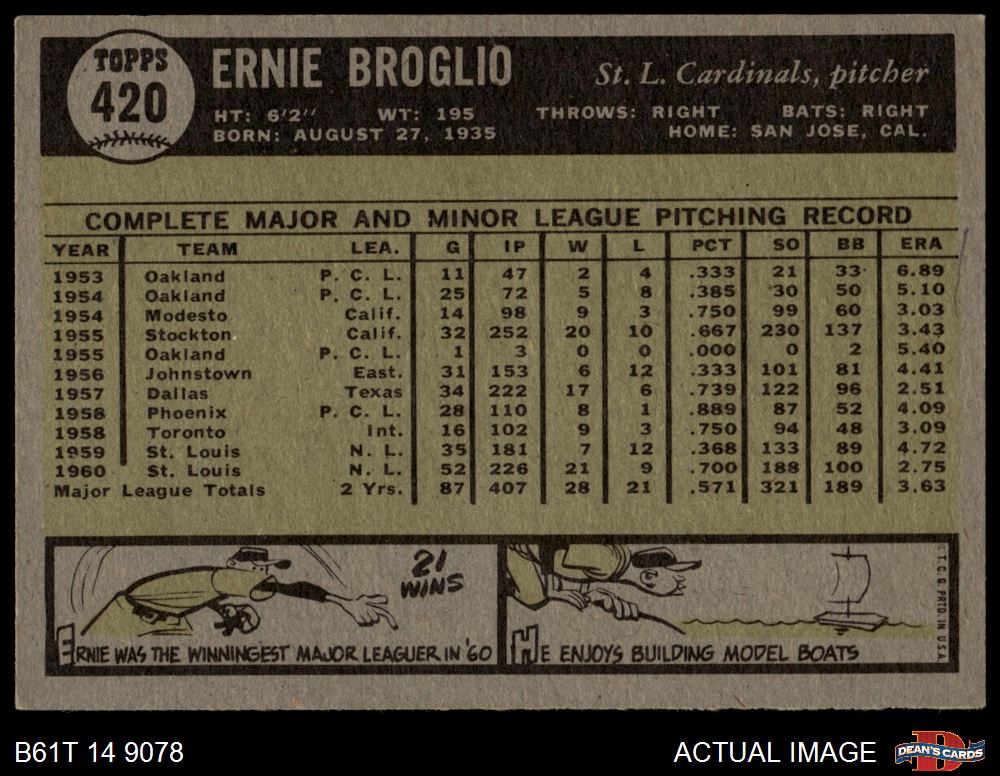 TOPPS
420
ERNIE BROGLIO
St. L. Cardinals, pitcher
HT: 6'2" WT: 195 THROWS: RIGHT BATS: RIGHT
BORN: AUGUST 27, 1935 HOME: SAN JOSE, CAL.
COMPLETE MAJOR AND MINOR LEAGUE PITCHING RECORD
YEAR TEAM LEA. G IP W L PCT SO BB ERA
1953 Oakland P. C. L. 11 47 2 4 .333 21 33 6.89
1954 Oakland P. C. L. 25 72 5 8 .385 30 50 5.10
1954 Modesto Calif. 14 98 9 3 .750 99 60 3.03
1955 Stockton Calif. 32 252 20 10 .667 230 137 3.43
1955 Oakland P. C. L. 1 3 0 0 .000 0 2 5.40
1956 Johnstown East. 31 153 6 12 .333 101 81 4.41
1957 Dallas Texas 34 222 17 6 .739 122 96 2.51
1958 Phoenix P. C. L. 28 110 8 1 .889 87 52 4.09
1958 Toronto Int. 16 102 9 3 .750 94 48 3.09
1959 St. Louis N. L. 35 181 7 12 .368 133 89 4.72
1960 St. Louis N. L. 52 226 21 9 .700 188 100 2.75
Major League Totals 2 Yrs. 87 407 28 21 .571 321 189 3.63
21
WINS
ERNIE WAS THE WINNINGEST MAJOR LEAGUER IN '60
HE ENJOYS BUILDING MODEL BOATS
T.C.G. PRTD. IN U.S.A.
B61T 14 9078
ACTUAL IMAGE
DEAN'S CARDS